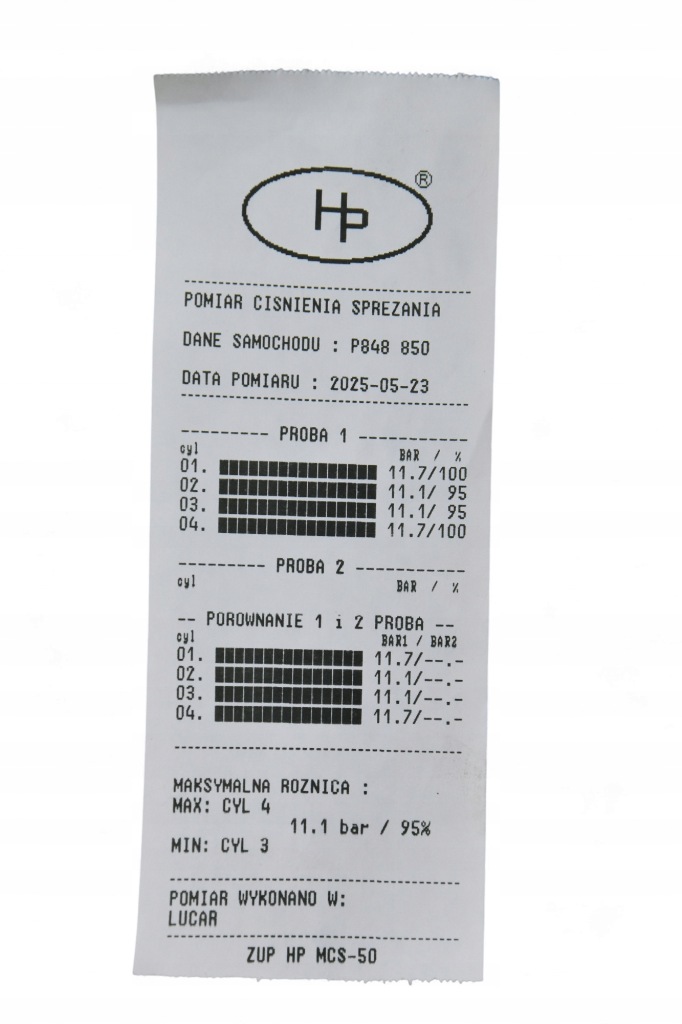 HP ®
POMIAR CISNIENIA SPREZANIA
DANE SAMOCHODU : P848 850
DATA POMIARU : 2025-05-23
--------- PROBA 1 -----------
cyl BAR / %
01. 11.7/100
02. 11.1/ 95
03. 11.1/ 95
04. 11.7/100
--------- PROBA 2 -----------
cyl BAR / %
-- POROWNANIE 1 i 2 PROBA --
cyl BAR1 / BAR2
01. 11.7/--.-
02. 11.1/--.-
03. 11.1/--.-
04. 11.7/--.-
MAKSYMALNA ROZNICA :
MAX: CYL 4
11.1 bar / 95%
MIN: CYL 3
POMIAR WYKONANO W:
LUCAR
ZUP HP MCS-50